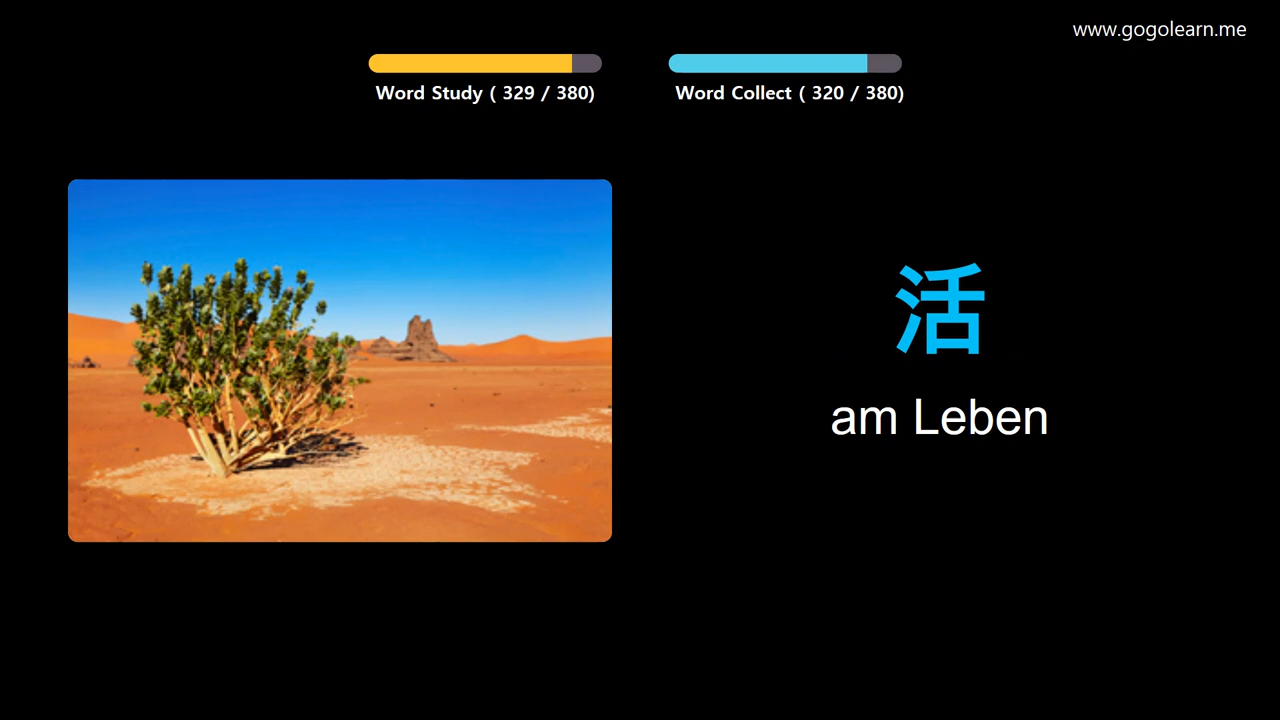 www.gogolearn.me
Word Study ( 329 / 380)
Word Collect ( 320 / 380)
活
am Leben